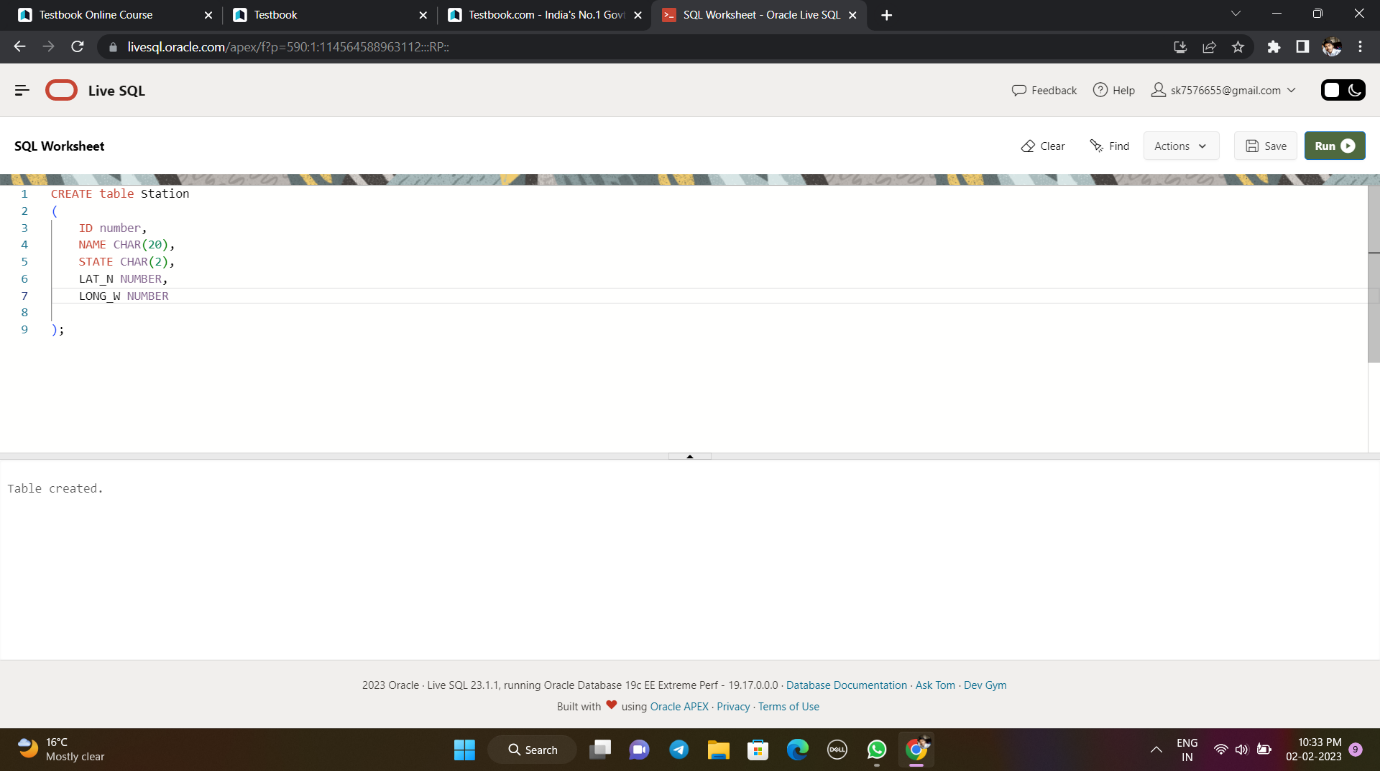 Testbook Online Course
Testbook
Testbook.com - India's No.1 Govt
SQL Worksheet - Oracle Live SQL
livesql.oracle.com/apex/f?p=590:1:114564588963112:::RP::
Live SQL
Feedback
Help
sk7576655@gmail.com
SQL Worksheet
Clear
Find
Actions
Save
Run
1 CREATE table Station
2 (
3 ID number,
4 NAME CHAR(20),
5 STATE CHAR(2),
6 LAT_N NUMBER,
7 LONG_W NUMBER
8
9 );
Table created.
2023 Oracle · Live SQL 23.1.1, running Oracle Database 19c EE Extreme Perf - 19.17.0.0.0 · Database Documentation · Ask Tom · Dev Gym
Built with ❤ using Oracle APEX · Privacy · Terms of Use
16°C
Mostly clear
Search
DELL
ENG
IN
10:33 PM
02-02-2023
9